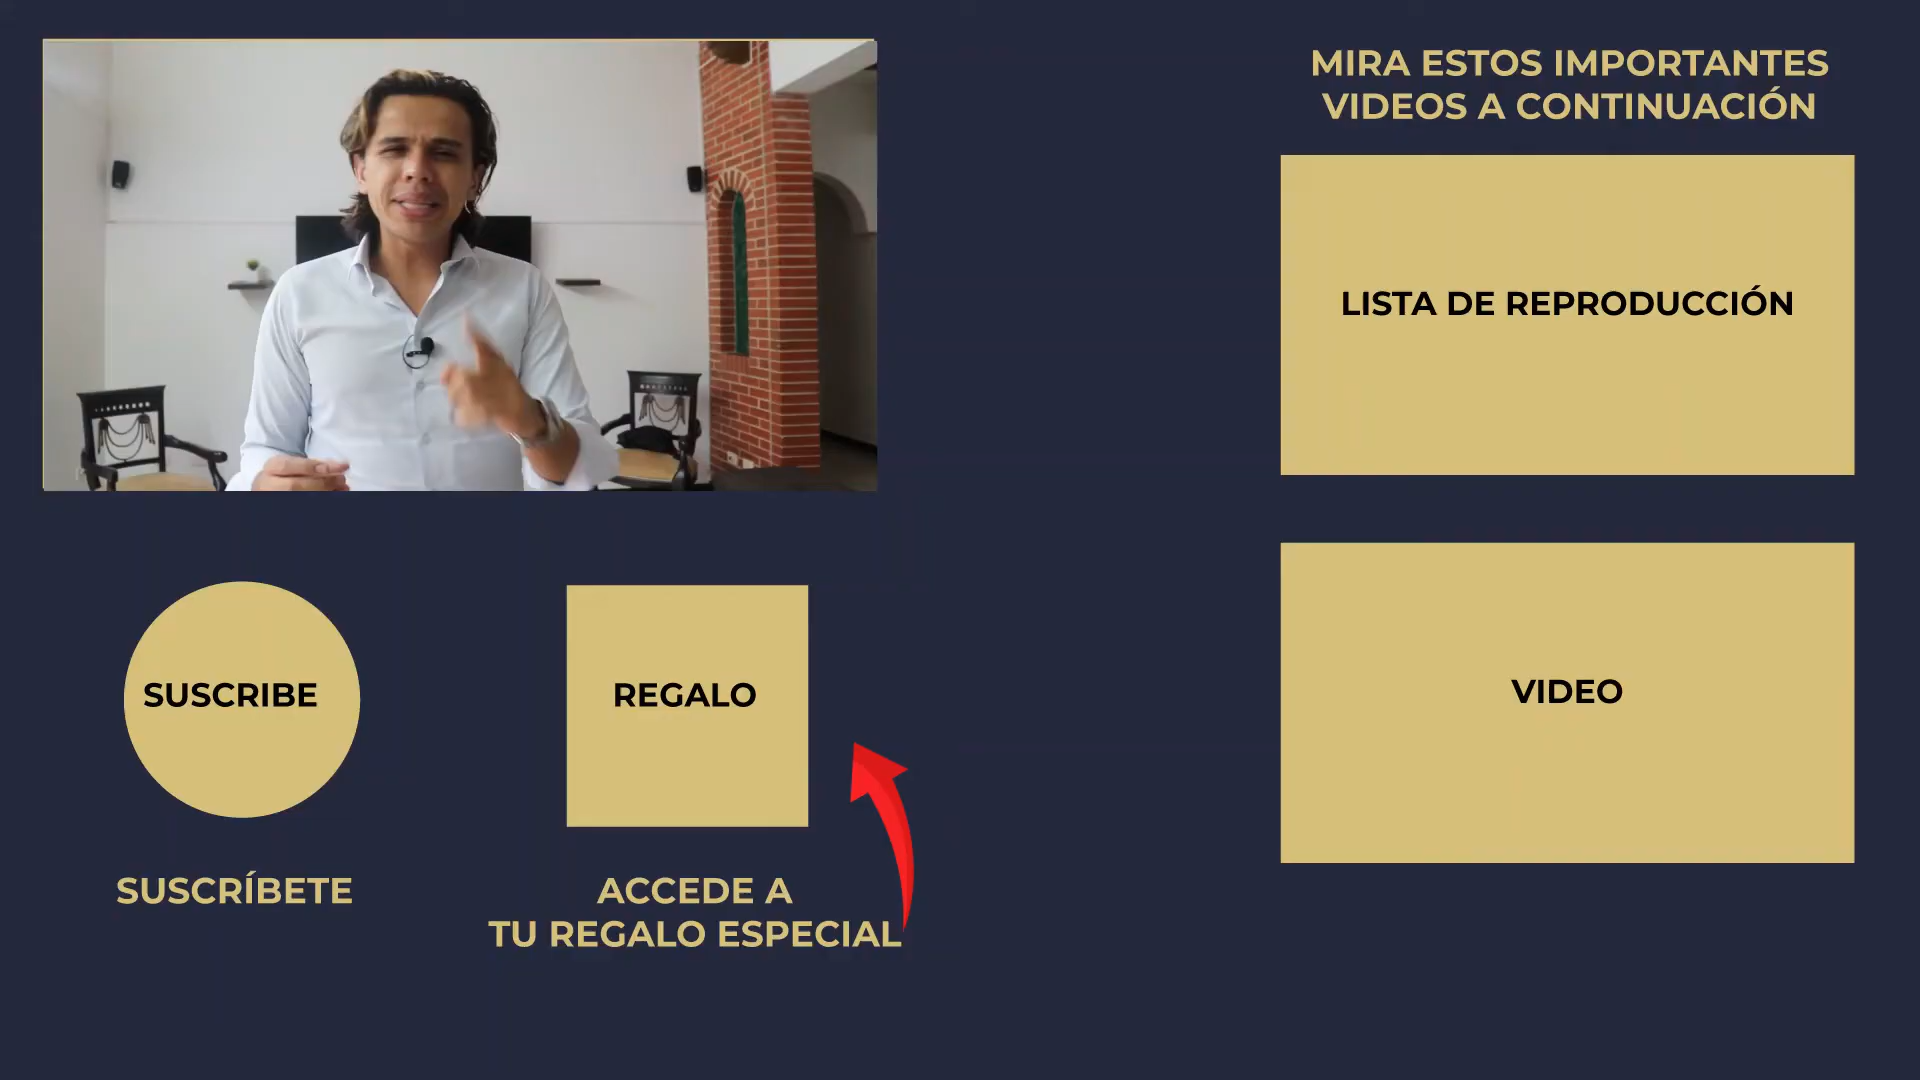 MIRA ESTOS IMPORTANTES
VIDEOS A CONTINUACIÓN
LISTA DE REPRODUCCIÓN
VIDEO
SUSCRIBE
REGALO
SUSCRÍBETE
ACCEDE A
TU REGALO ESPECIAL